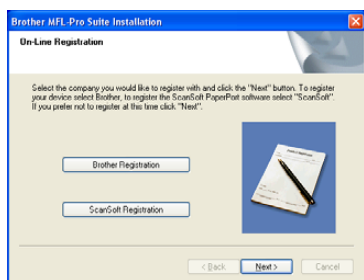 Brother MFL-Pro Suite Installation
On-Line Registration
Select the company you would like to register with and click the "Next" button. To register
your device select Brother, to register the ScanSoft PaperPort software select "ScanSoft".
If you prefer not to register at this time click "Next".
Brother Registration
ScanSoft Registration
< Back
Next >
Cancel